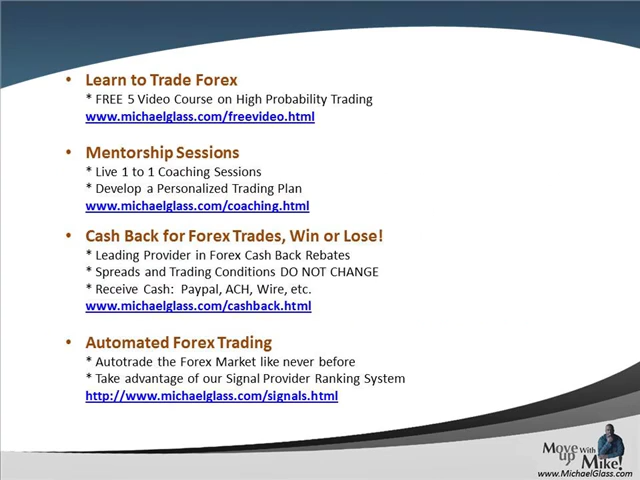 • Learn to Trade Forex
* FREE 5 Video Course on High Probability Trading
www.michaelglass.com/freevideo.html
• Mentorship Sessions
* Live 1 to 1 Coaching Sessions
* Develop a Personalized Trading Plan
www.michaelglass.com/coaching.html
• Cash Back for Forex Trades, Win or Lose!
* Leading Provider in Forex Cash Back Rebates
* Spreads and Trading Conditions DO NOT CHANGE
* Receive Cash: Paypal, ACH, Wire, etc.
www.michaelglass.com/cashback.html
• Automated Forex Trading
* Autotrade the Forex Market like never before
* Take advantage of our Signal Provider Ranking System
http://www.michaelglass.com/signals.html
Move up With Mike!
www.MichaelGlass.com